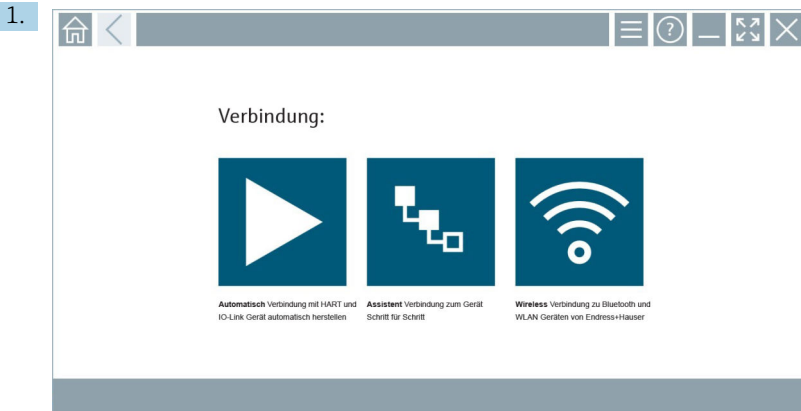 1.
?
Verbindung:
Automatisch Verbindung mit HART und
IO-Link Gerät automatisch herstellen
Assistent Verbindung zum Gerät
Schritt für Schritt
Wireless Verbindung zu Bluetooth und
WLAN Geräten von Endress+Hauser